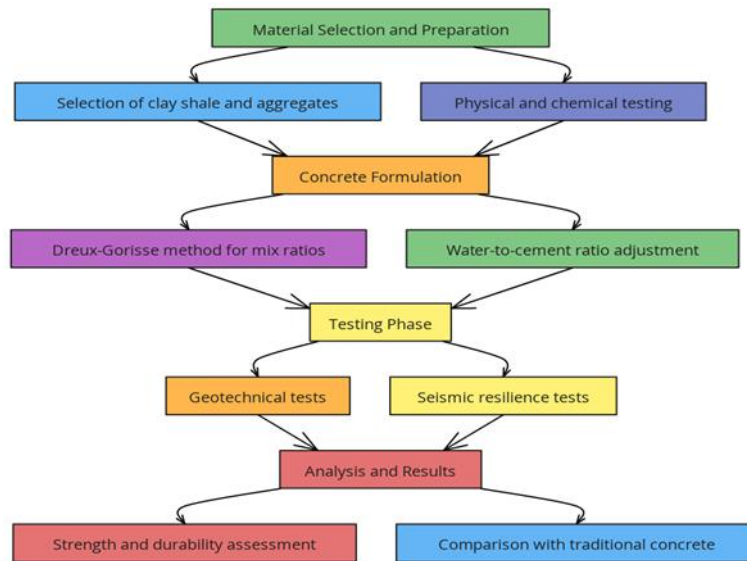 Material Selection and Preparation
Selection of clay shale and aggregates
Physical and chemical testing
Concrete Formulation
Dreux-Gorisse method for mix ratios
Water-to-cement ratio adjustment
Testing Phase
Geotechnical tests
Seismic resilience tests
Analysis and Results
Strength and durability assessment
Comparison with traditional concrete